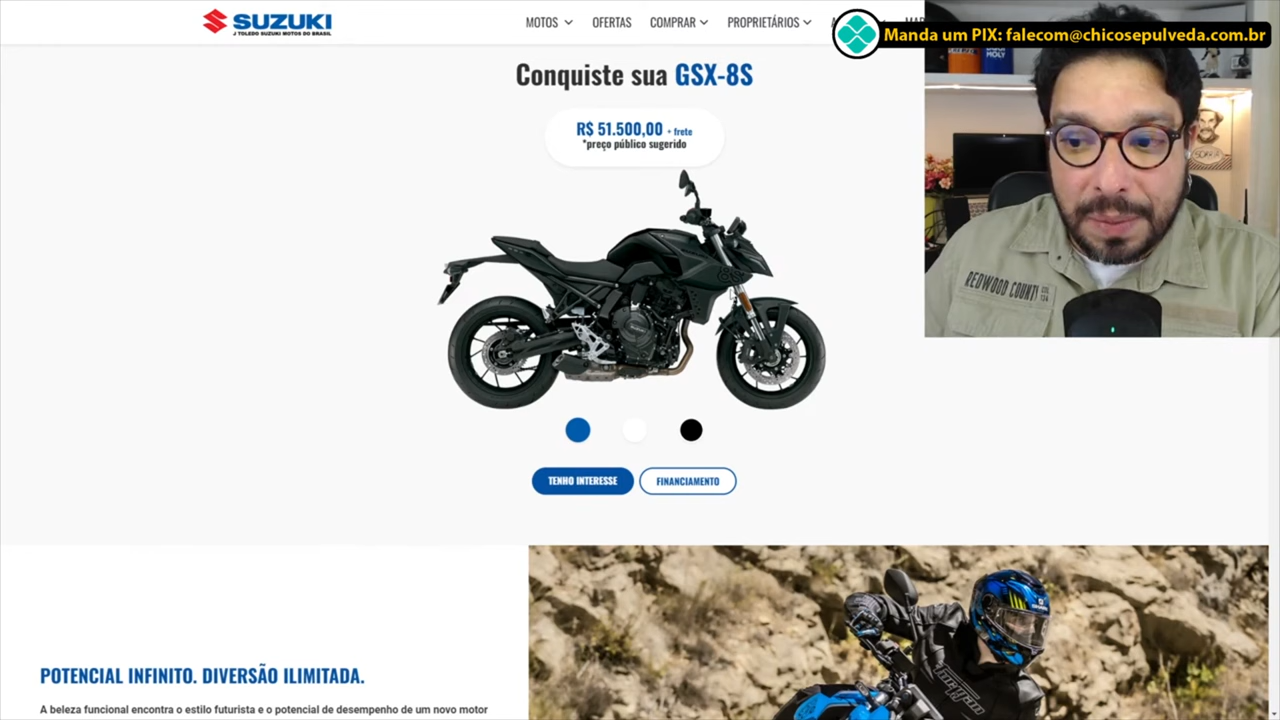 SUZUKI
J TOLEDO SUZUKI MOTOS DO BRASIL
MOTOS
OFERTAS
COMPRAR
PROPRIETÁRIOS
Manda um PIX: falecom@chicosepulveda.com.br
Conquiste sua GSX-8S
R$ 51.500,00 + frete
*preço público sugerido
REDWOOD COUNTY
TENHO INTERESSE
FINANCIAMENTO
POTENCIAL INFINITO. DIVERSÃO ILIMITADA.
A beleza funcional encontra o estilo futurista e o potencial de desempenho de um novo motor